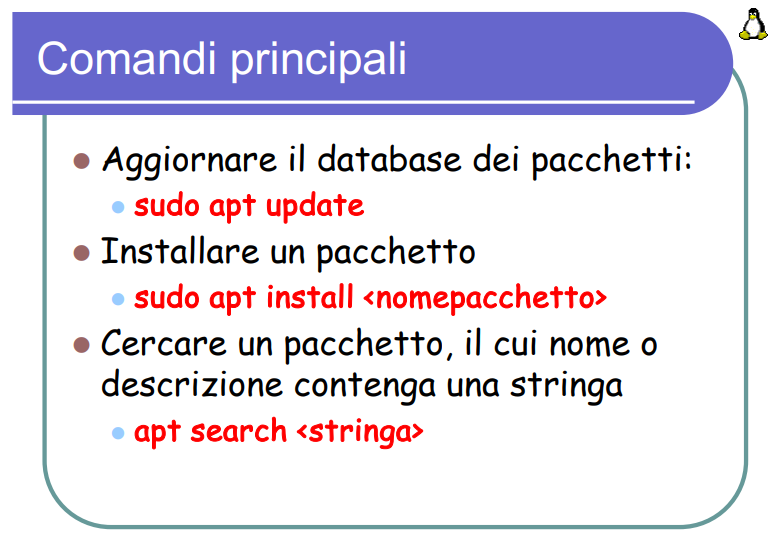 Comandi principali
Aggiornare il database dei pacchetti:
sudo apt update
Installare un pacchetto
sudo apt install <nomepacchetto>
Cercare un pacchetto, il cui nome o
descrizione contenga una stringa
apt search <stringa>